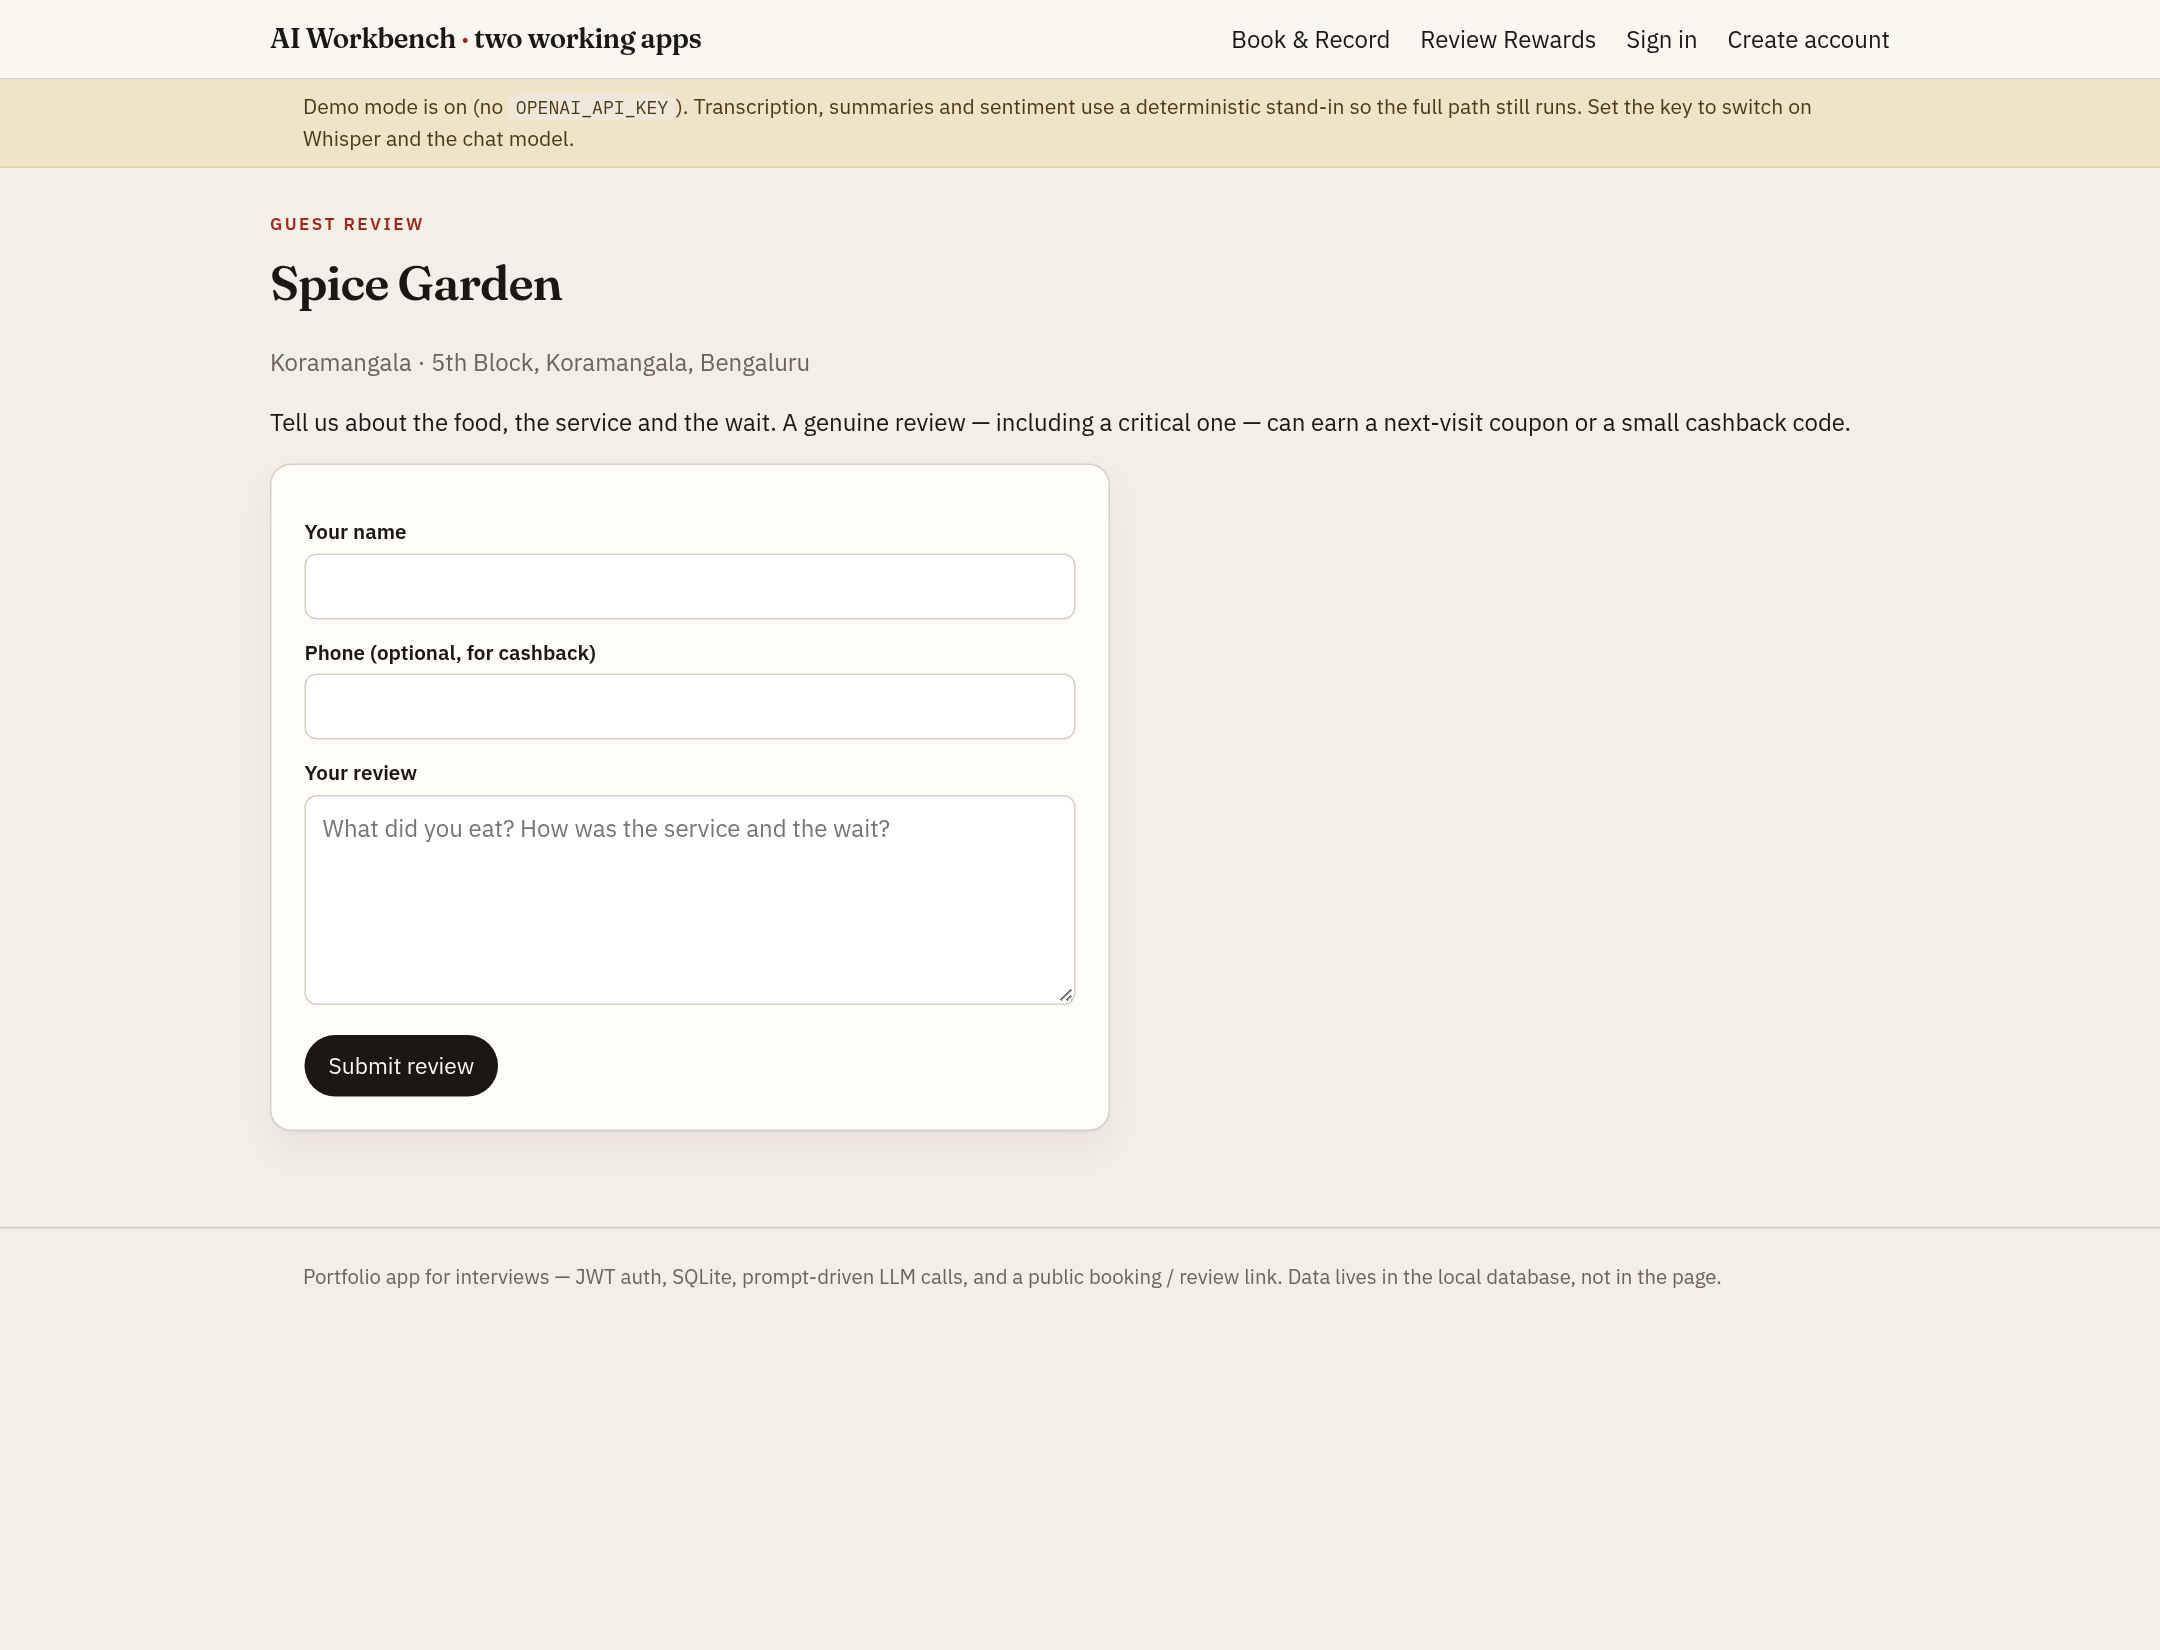 AI Workbench · two working apps
Book & Record
Review Rewards
Sign in
Create account
Demo mode is on (no OPENAI_API_KEY). Transcription, summaries and sentiment use a deterministic stand-in so the full path still runs. Set the key to switch on
Whisper and the chat model.
GUEST REVIEW
Spice Garden
Koramangala · 5th Block, Koramangala, Bengaluru
Tell us about the food, the service and the wait. A genuine review — including a critical one — can earn a next-visit coupon or a small cashback code.
Your name
Phone (optional, for cashback)
Your review
What did you eat? How was the service and the wait?
Submit review
Portfolio app for interviews — JWT auth, SQLite, prompt-driven LLM calls, and a public booking / review link. Data lives in the local database, not in the page.